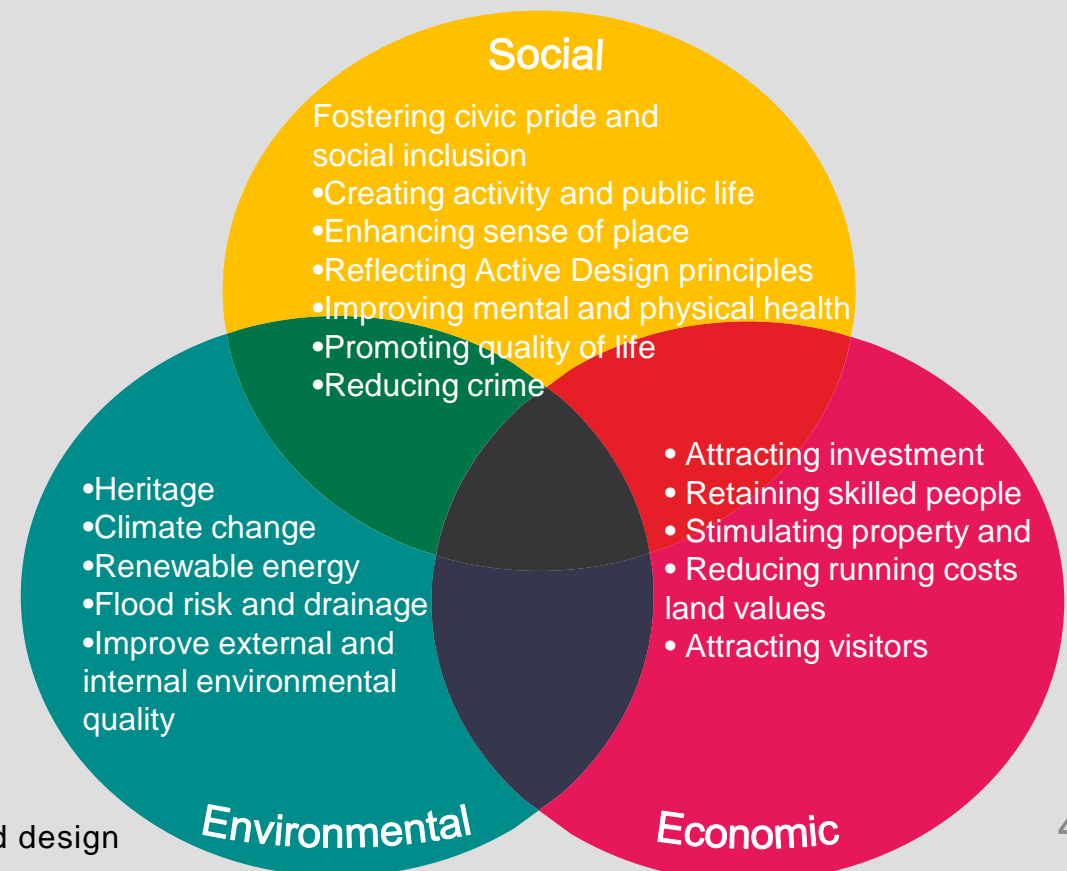 Social
Fostering civic pride and
social inclusion
•Creating activity and public life
•Enhancing sense of place
•Reflecting Active Design principles
•Improving mental and physical health
•Promoting quality of life
•Reducing crime
•Heritage
•Climate change
•Renewable energy
•Flood risk and drainage
•Improve external and
internal environmental
quality
• Attracting investment
• Retaining skilled people
• Stimulating property and
• Reducing running costs
land values
• Attracting visitors
Environmental
Economic
design